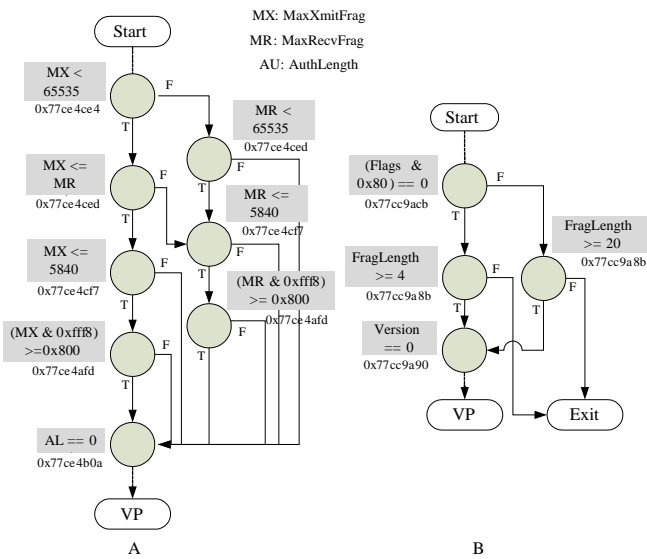 MX: MaxXmitFrag
MR: MaxRecvFrag
AU: AuthLength
Start
MX <
65535
0x77ce4ce4
F
T
MR <
65535
0x77ce4ced
F
T
MX <=
MR
0x77ce4ced
F
T
MR <=
5840
0x77ce4cf7
F
T
MX <=
5840
0x77ce4cf7
F
T
(MR & 0xfff8)
>= 0x800
0x77ce4afd
F
T
(MX & 0xfff8)
>=0x800
0x77ce4afd
F
T
AL == 0
0x77ce4b0a
VP
A
Start
(Flags &
0x80) == 0
0x77cc9acb
F
T
FragLength
>= 20
0x77cc9a8b
F
T
FragLength
>= 4
0x77cc9a8b
F
T
Version
== 0
0x77cc9a90
VP
Exit
B